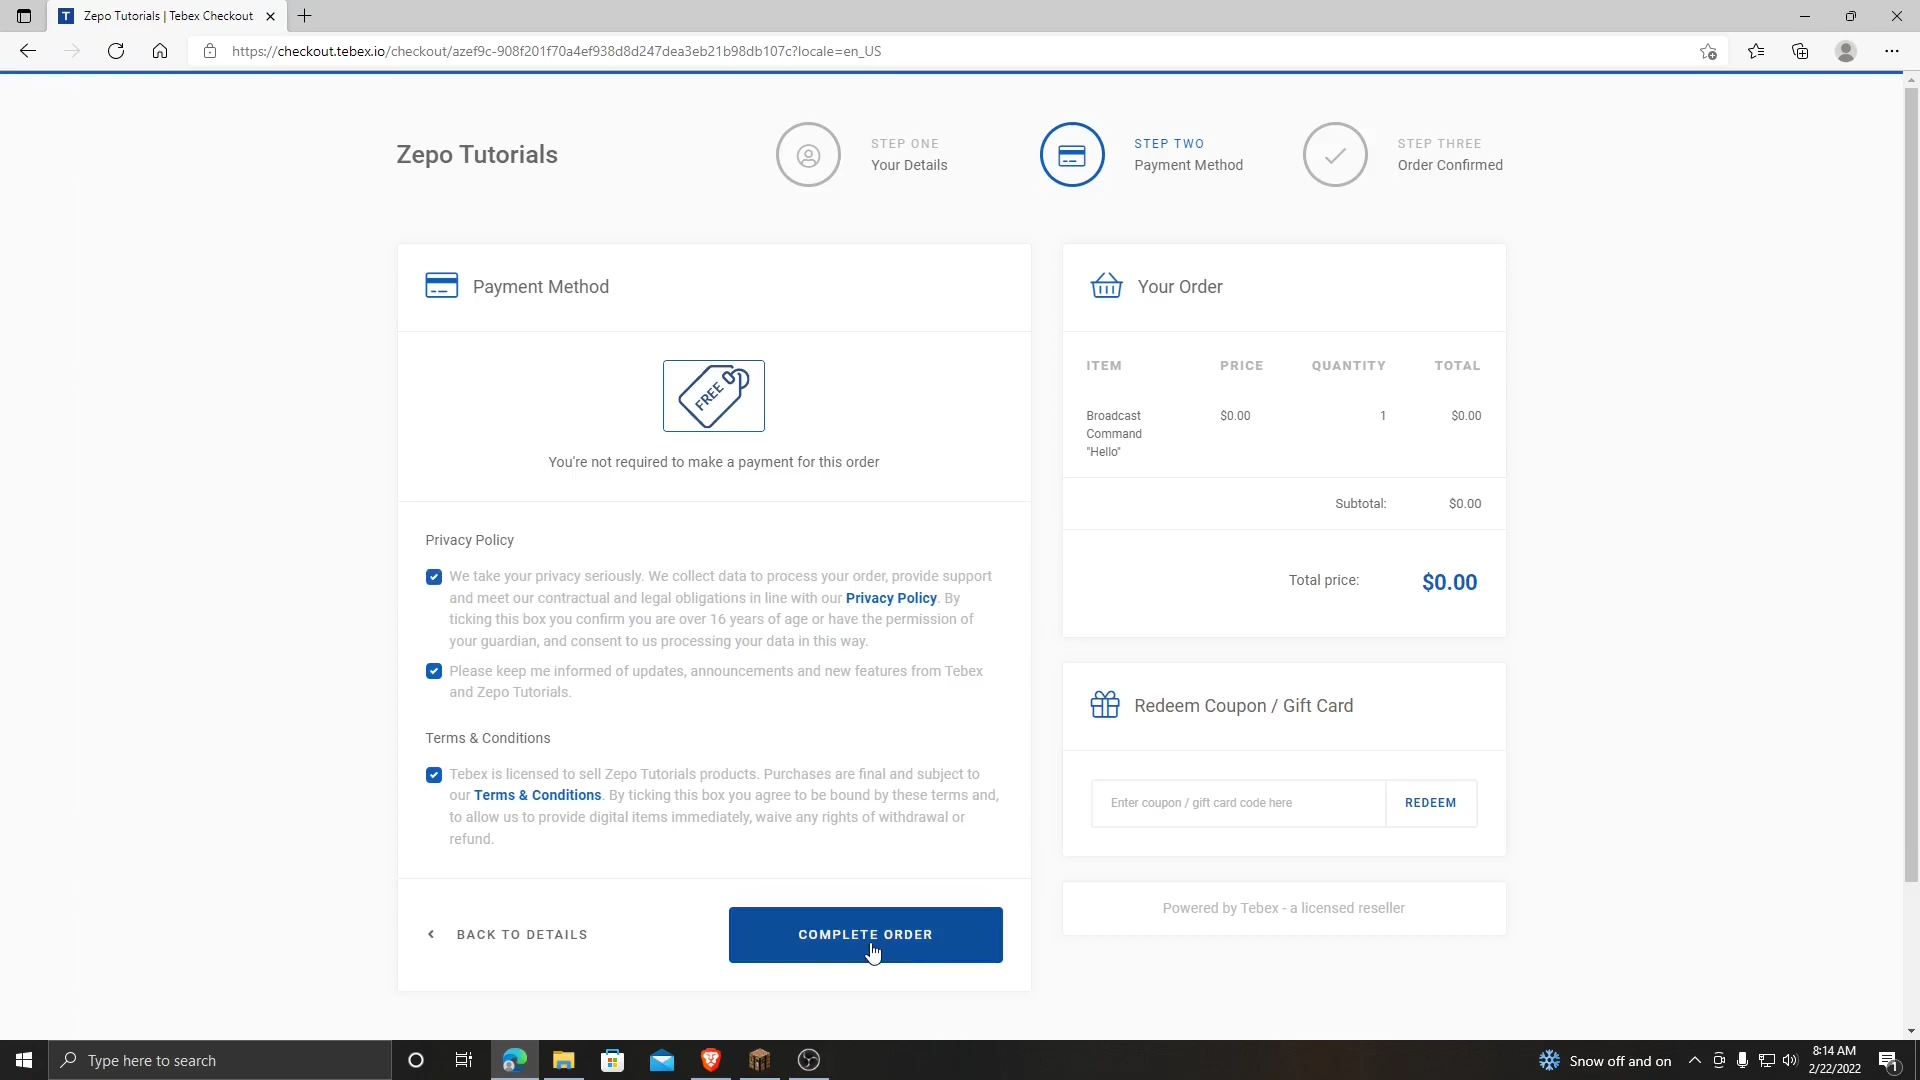 Zepo Tutorials | Tebex Checkout
https://checkout.tebex.io/checkout/azef9c-908f201f70a4ef938d8d247dea3eb21b98db107c?locale=en_US
Zepo Tutorials
STEP ONE
Your Details
STEP TWO
Payment Method
STEP THREE
Order Confirmed
Payment Method
FREE
You're not required to make a payment for this order
Privacy Policy
We take your privacy seriously. We collect data to process your order, provide support
and meet our contractual and legal obligations in line with our Privacy Policy. By
ticking this box you confirm you are over 16 years of age or have the permission of
your guardian, and consent to us processing your data in this way.
Please keep me informed of updates, announcements and new features from Tebex
and Zepo Tutorials.
Terms & Conditions
Tebex is licensed to sell Zepo Tutorials products. Purchases are final and subject to
our Terms & Conditions. By ticking this box you agree to be bound by these terms and,
to allow us to provide digital items immediately, waive any rights of withdrawal or
refund.
BACK TO DETAILS
COMPLETE ORDER
Your Order
ITEM PRICE QUANTITY TOTAL
Broadcast $0.00 1 $0.00
Command
"Hello"
Subtotal: $0.00
Total price: $0.00
Redeem Coupon / Gift Card
Enter coupon / gift card code here
REDEEM
Powered by Tebex - a licensed reseller
Type here to search
Snow off and on
8:14 AM
2/22/2022
1